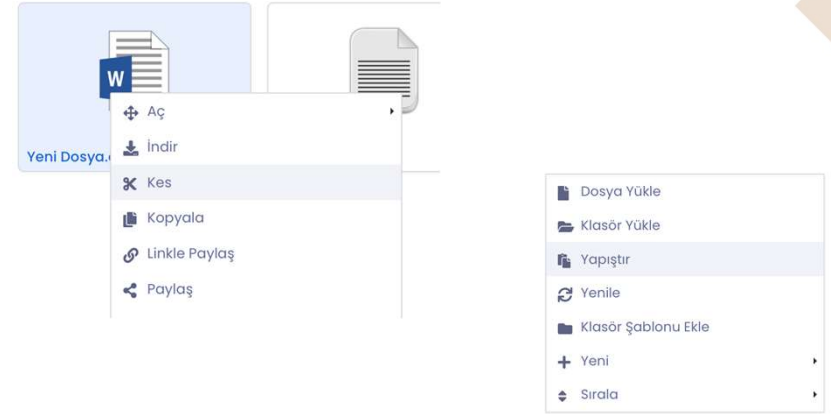 W
Yeni Dosya.
Aç
İndir
Kes
Kopyala
Linkle Paylaş
Paylaş
Dosya Yükle
Klasör Yükle
Yapıştır
Yenile
Klasör Şablonu Ekle
Yeni
Sırala